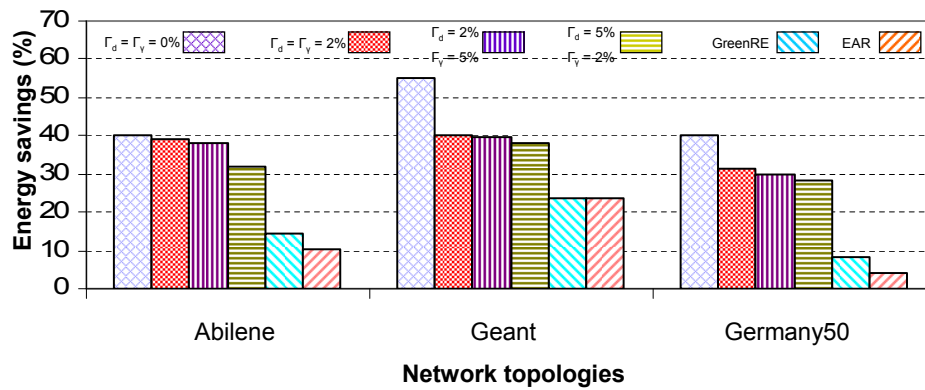 70
60
50
40
30
20
10
0
Energy savings (%)
Γd = Γγ = 0%
Γd = Γγ = 2%
Γd = 2%
Γγ = 5%
Γd = 5%
Γγ = 2%
GreenRE
EAR
Abilene
Geant
Germany50
Network topologies